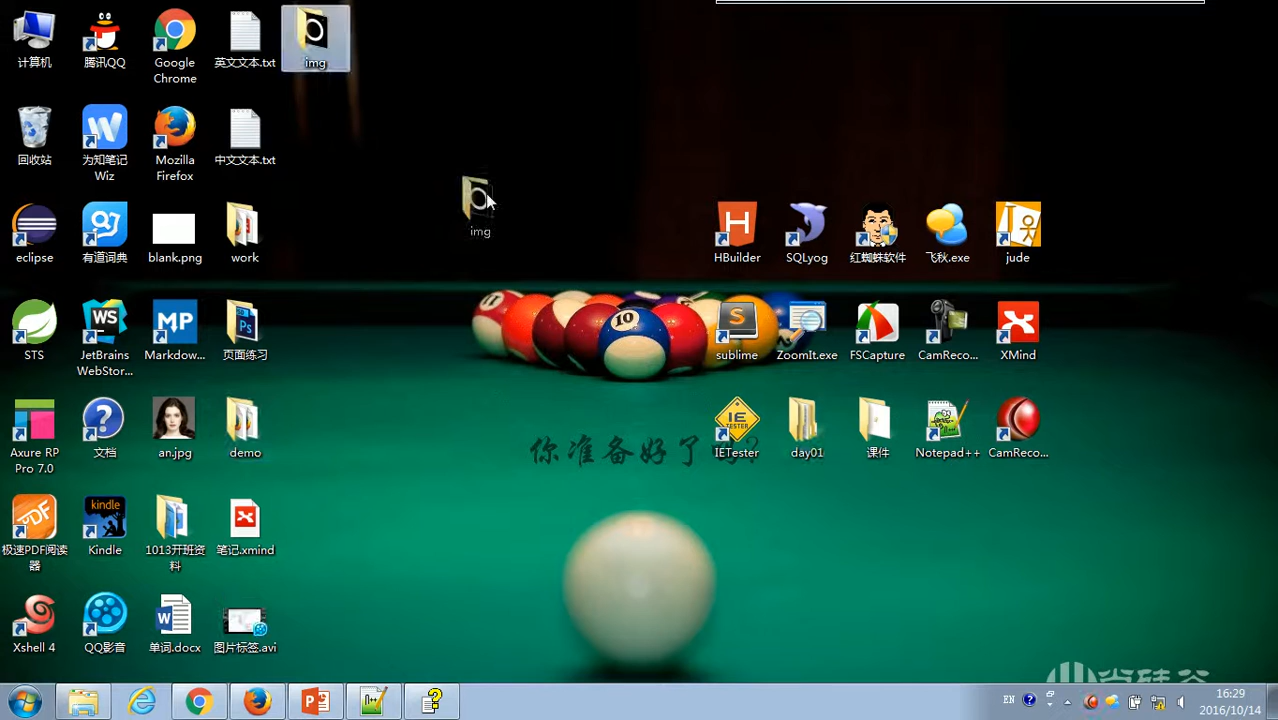 计算机
腾讯QQ
Google
Chrome
英文文本.txt
img
回收站
为知笔记
Wiz
Mozilla
Firefox
中文文本.txt
img
eclipse
有道词典
blank.png
work
HBuilder
SQLyog
红蜘蛛软件
飞秋.exe
jude
STS
JetBrains
WebStor...
Markdow...
页面练习
sublime
ZoomIt.exe
FSCapture
CamReco...
XMind
Axure RP
Pro 7.0
文档
an.jpg
demo
IETester
day01
课件
Notepad++
CamReco...
你准备好了吗?
极速PDF阅读
器
Kindle
1013开班资
料
笔记.xmind
Xshell 4
QQ影音
单词.docx
图片标签.avi
尚硅谷
EN
16:29
2016/10/14